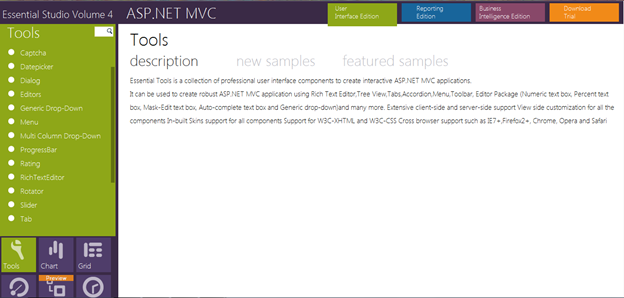 Essential Studio Volume 4
ASP.NET MVC
User
Interface Edition
Reporting
Edition
Business
Intelligence Edition
Download
Trial
Tools
Captcha
Datepicker
Dialog
Editors
Generic Drop-Down
Menu
Multi Column Drop-Down
ProgressBar
Rating
RichTextEditor
Rotator
Slider
Tab
Tools
Chart
Grid
Preview
Tools
description
new samples
featured samples
Essential Tools is a collection of professional user interface components to create interactive ASP.NET MVC applications.
It can be used to create robust ASP.NET MVC application using Rich Text Editor,Tree View,Tabs,Accordion,Menu,Toolbar, Editor Package (Numeric text box, Percent text
box, Mask-Edit text box, Auto-complete text box and Generic drop-down)and many more. Extensive client-side and server-side support View side customization for all the
components In-built Skins support for all components Support for W3C-XHTML and W3C-CSS Cross browser support such as IE7+,Firefox2+, Chrome, Opera and Safari